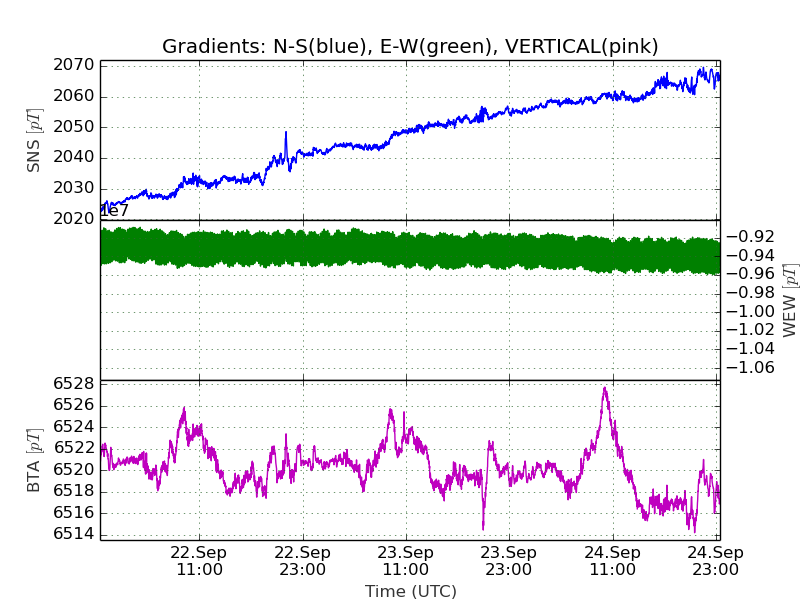 Gradients: N-S(blue), E-W(green), VERTICAL(pink)
SNS [pT]
2070
2060
2050
2040
2030
2020
1e7
WEW [pT]
−0.92
−0.94
−0.96
−0.98
−1.00
−1.02
−1.04
−1.06
BTA [pT]
6528
6526
6524
6522
6520
6518
6516
6514
22.Sep 22.Sep 23.Sep 23.Sep 24.Sep 24.Sep
11:00 23:00 11:00 23:00 11:00 23:00
Time (UTC)